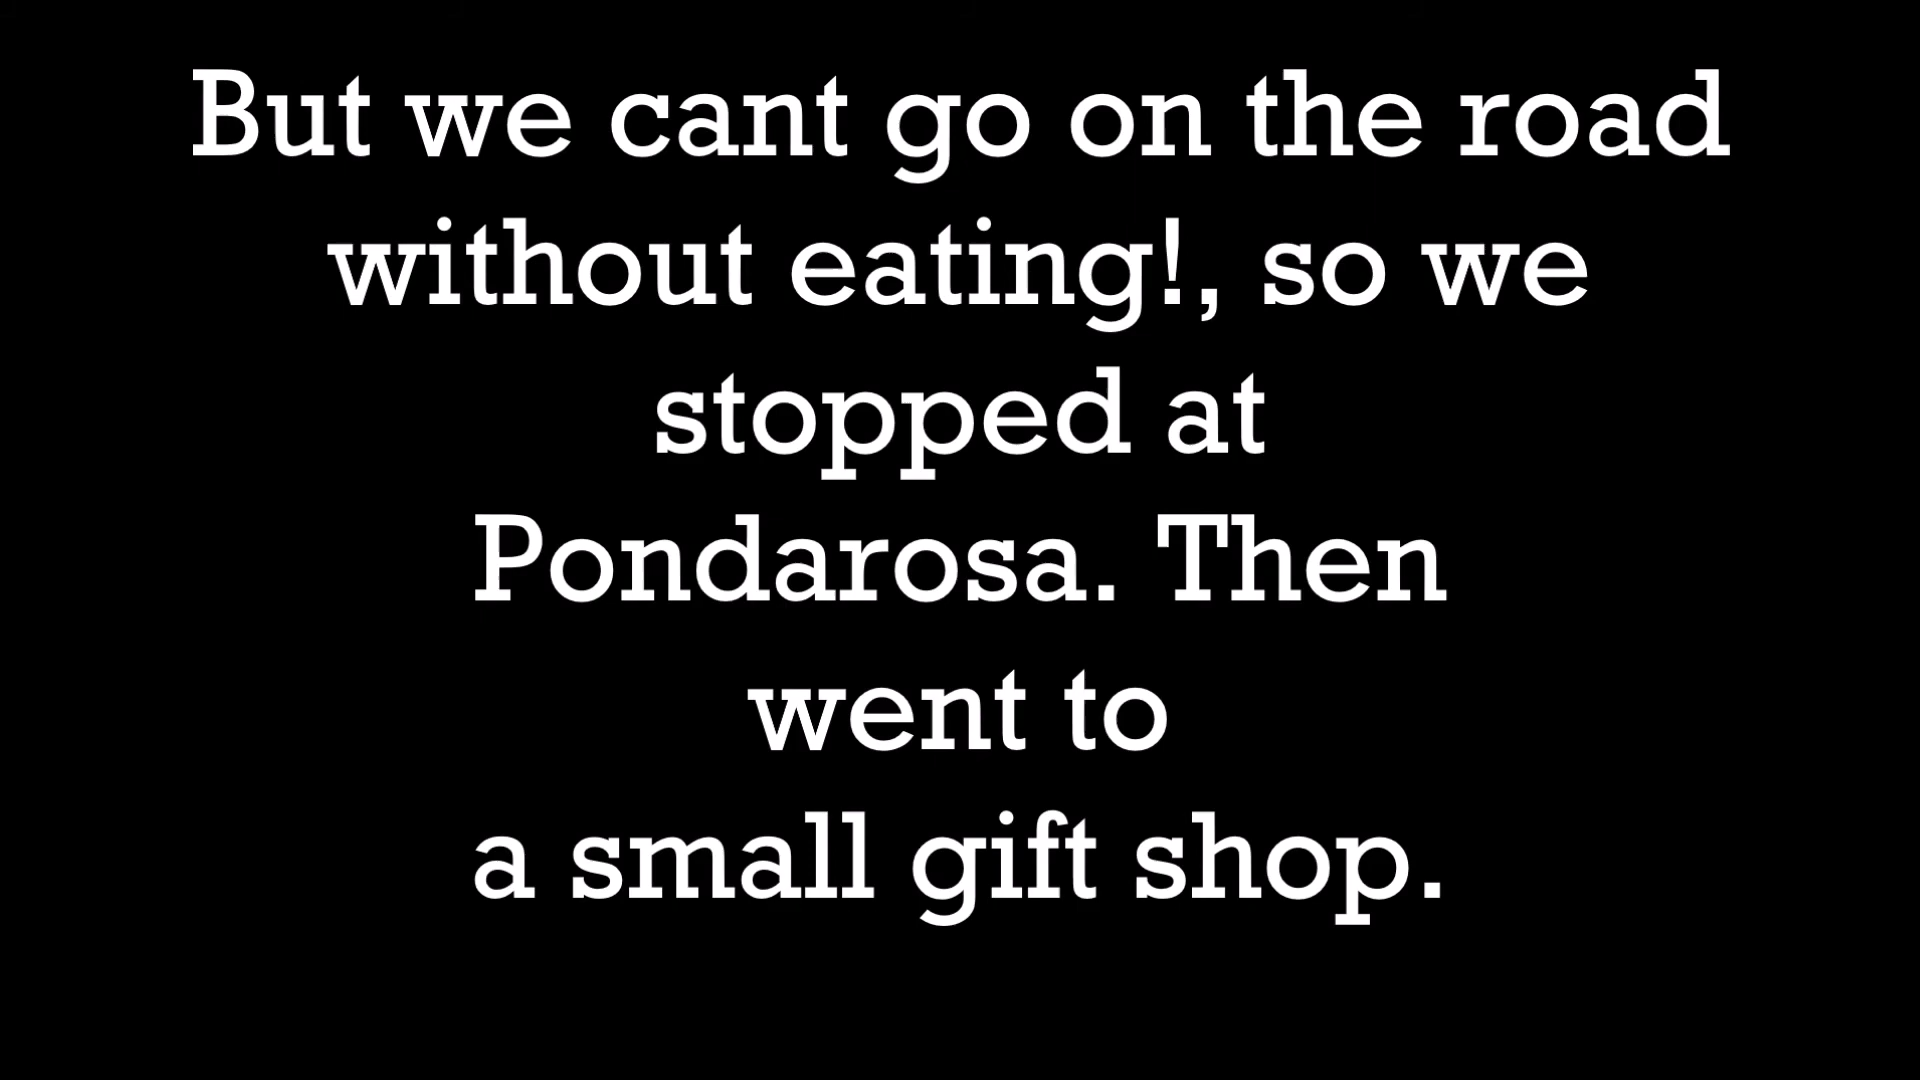 But we cant go on the road
without eating!, so we
stopped at
Pondarosa. Then
went to
a small gift shop.